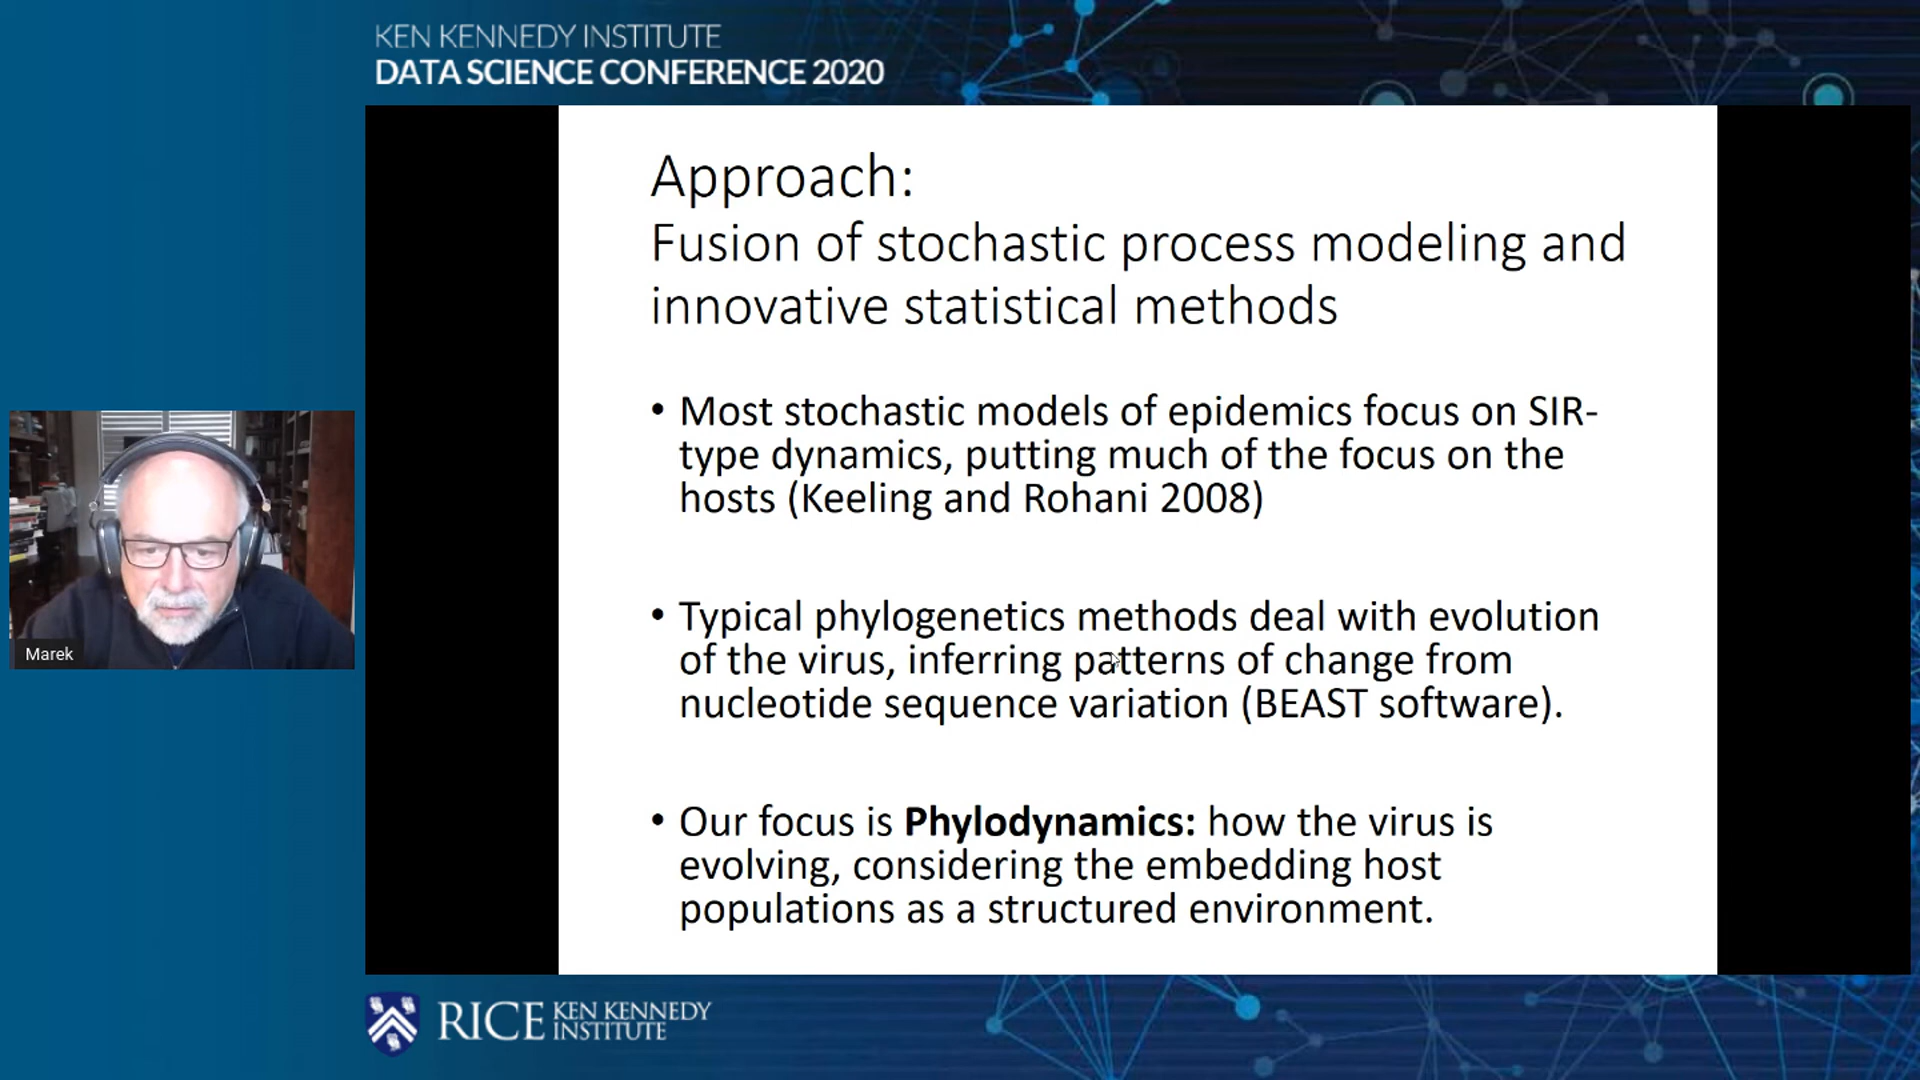 KEN KENNEDY INSTITUTE
DATA SCIENCE CONFERENCE 2020
Approach:
Fusion of stochastic process modeling and
innovative statistical methods
• Most stochastic models of epidemics focus on SIR-
type dynamics, putting much of the focus on the
hosts (Keeling and Rohani 2008)
• Typical phylogenetics methods deal with evolution
of the virus, inferring patterns of change from
nucleotide sequence variation (BEAST software).
• Our focus is Phylodynamics: how the virus is
evolving, considering the embedding host
populations as a structured environment.
Marek
RICE KEN KENNEDY
INSTITUTE